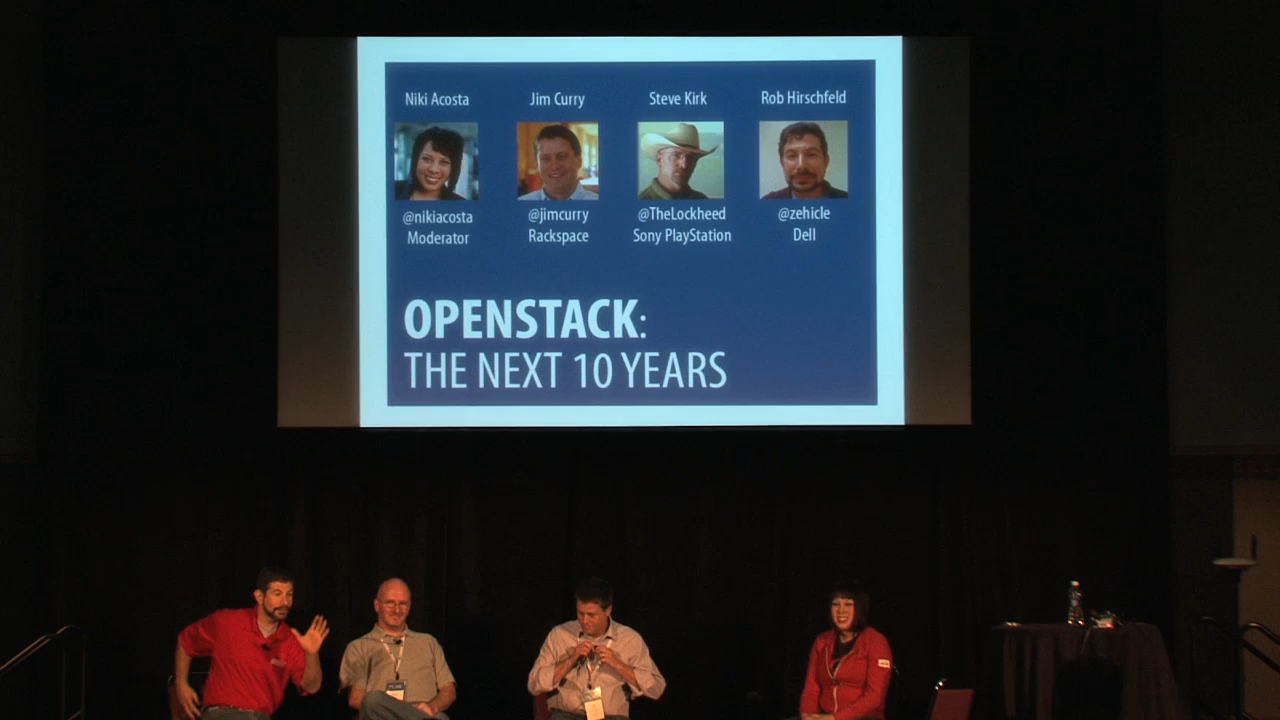 Niki Acosta
Jim Curry
Steve Kirk
Rob Hirschfeld
@nikiacosta
@jimcurry
@TheLockheed
@zehicle
Moderator
Rackspace
Sony PlayStation
Dell
OPENSTACK:
THE NEXT 10 YEARS